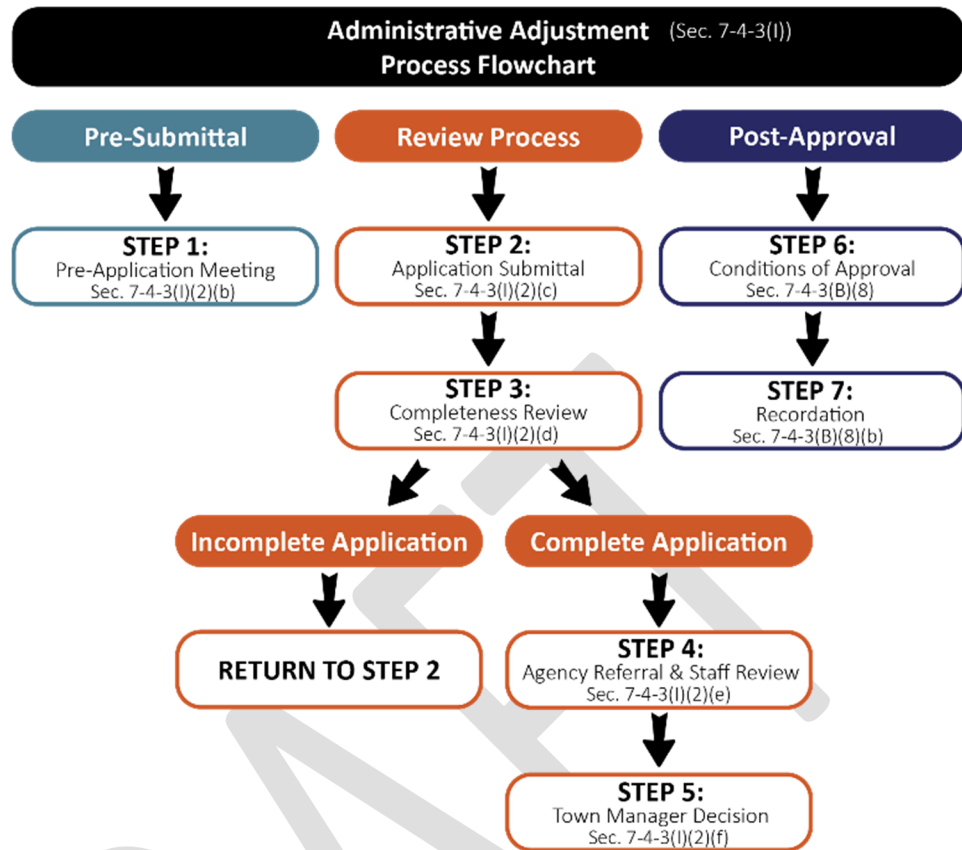 Administrative Adjustment (Sec. 7-4-3(I))
Process Flowchart
Pre-Submittal
Review Process
Post-Approval
STEP 1:
Pre-Application Meeting
Sec. 7-4-3(I)(2)(b)
STEP 2:
Application Submittal
Sec. 7-4-3(I)(2)(c)
STEP 6:
Conditions of Approval
Sec. 7-4-3(B)(8)
STEP 3:
Completeness Review
Sec. 7-4-3(I)(2)(d)
STEP 7:
Recordation
Sec. 7-4-3(B)(8)(b)
Incomplete Application
Complete Application
RETURN TO STEP 2
STEP 4:
Agency Referral & Staff Review
Sec. 7-4-3(I)(2)(e)
STEP 5:
Town Manager Decision
Sec. 7-4-3(I)(2)(f)